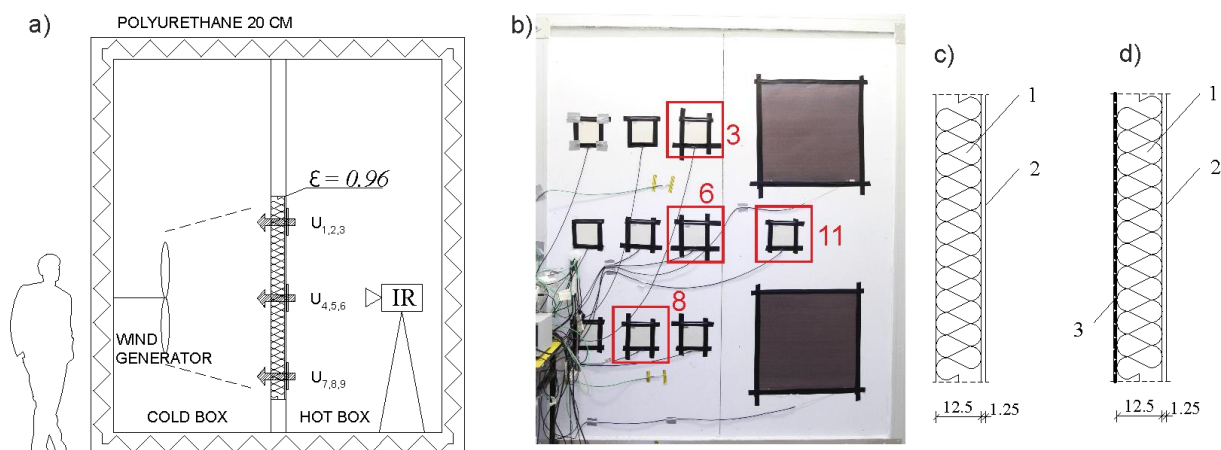 a)
POLYURETHANE 20 CM
Ɛ = 0.96
U1,2,3
U4,5,6
IR
WIND
GENERATOR
U7,8,9
COLD BOX
HOT BOX
b)
3
6
11
8
c)
1
2
12.5
1.25
d)
1
2
3
12.5
1.25